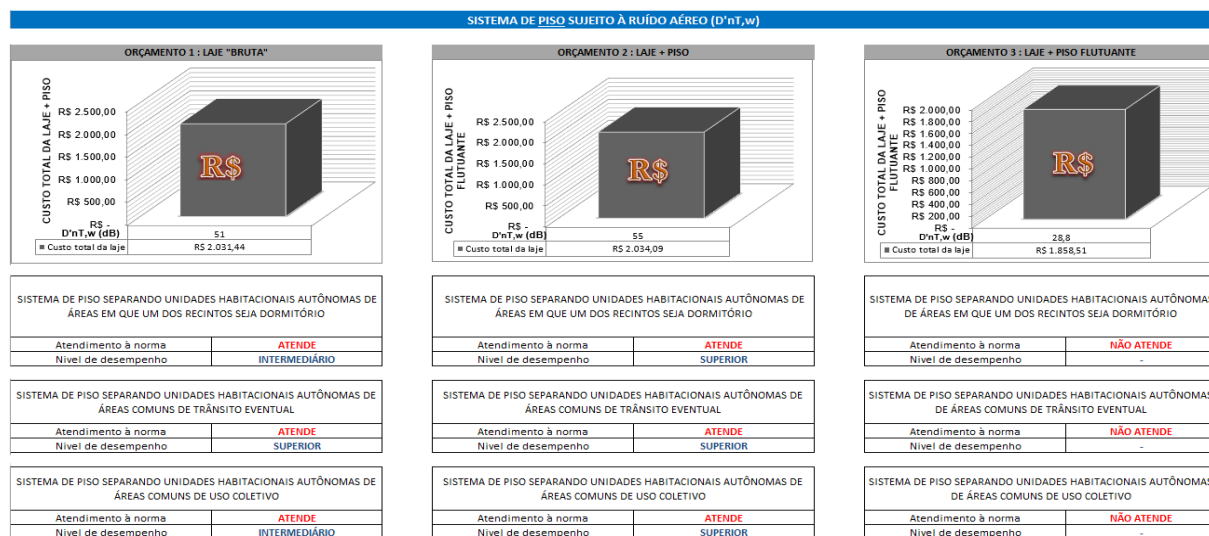 SISTEMA DE PISO SUJEITO À RUÍDO AÉREO (D'nT,w)
ORÇAMENTO 1 : LAJE "BRUTA"
CUSTO TOTAL DA LAJE + PISO
R$ 2.500,00
R$ 2.000,00
R$ 1.500,00
R$ 1.000,00
R$ 500,00
R$ -
R$
D'nT,w (dB)
51
Custo total da laje
R$ 2.031,44
SISTEMA DE PISO SEPARANDO UNIDADES HABITACIONAIS AUTÔNOMAS DE
ÁREAS EM QUE UM DOS RECINTOS SEJA DORMITÓRIO
Atendimento à norma
ATENDE
Nivel de desempenho
INTERMEDIÁRIO
SISTEMA DE PISO SEPARANDO UNIDADES HABITACIONAIS AUTÔNOMAS DE
ÁREAS COMUNS DE TRÂNSITO EVENTUAL
Atendimento à norma
ATENDE
Nivel de desempenho
SUPERIOR
SISTEMA DE PISO SEPARANDO UNIDADES HABITACIONAIS AUTÔNOMAS DE
ÁREAS COMUNS DE USO COLETIVO
Atendimento à norma
ATENDE
Nivel de desempenho
INTERMEDIÁRIO
ORÇAMENTO 2 : LAJE + PISO
CUSTO TOTAL DA LAJE + PISO
FLUTUANTE
R$ 2.500,00
R$ 2.000,00
R$ 1.500,00
R$ 1.000,00
R$ 500,00
R$ -
R$
D'nT,w (dB)
55
Custo total da laje
R$ 2.034,09
SISTEMA DE PISO SEPARANDO UNIDADES HABITACIONAIS AUTÔNOMAS DE
ÁREAS EM QUE UM DOS RECINTOS SEJA DORMITÓRIO
Atendimento à norma
ATENDE
Nivel de desempenho
SUPERIOR
SISTEMA DE PISO SEPARANDO UNIDADES HABITACIONAIS AUTÔNOMAS DE
ÁREAS COMUNS DE TRÂNSITO EVENTUAL
Atendimento à norma
ATENDE
Nivel de desempenho
SUPERIOR
SISTEMA DE PISO SEPARANDO UNIDADES HABITACIONAIS AUTÔNOMAS DE
ÁREAS COMUNS DE USO COLETIVO
Atendimento à norma
ATENDE
Nivel de desempenho
SUPERIOR
ORÇAMENTO 3 : LAJE + PISO FLUTUANTE
CUSTO TOTAL DA LAJE + PISO
FLUTUANTE
R$ 2.000,00
R$ 1.800,00
R$ 1.600,00
R$ 1.400,00
R$ 1.200,00
R$ 1.000,00
R$ 800,00
R$ 600,00
R$ 400,00
R$ 200,00
R$ -
R$
D'nT,w (dB)
28,8
Custo total da laje
R$ 1.858,51
SISTEMA DE PISO SEPARANDO UNIDADES HABITACIONAIS AUTÔNOMAS
DE ÁREAS EM QUE UM DOS RECINTOS SEJA DORMITÓRIO
Atendimento à norma
NÃO ATENDE
Nivel de desempenho
-
SISTEMA DE PISO SEPARANDO UNIDADES HABITACIONAIS AUTÔNOMAS
DE ÁREAS COMUNS DE TRÂNSITO EVENTUAL
Atendimento à norma
NÃO ATENDE
Nivel de desempenho
-
SISTEMA DE PISO SEPARANDO UNIDADES HABITACIONAIS AUTÔNOMAS
DE ÁREAS COMUNS DE USO COLETIVO
Atendimento à norma
NÃO ATENDE
Nivel de desempenho
-